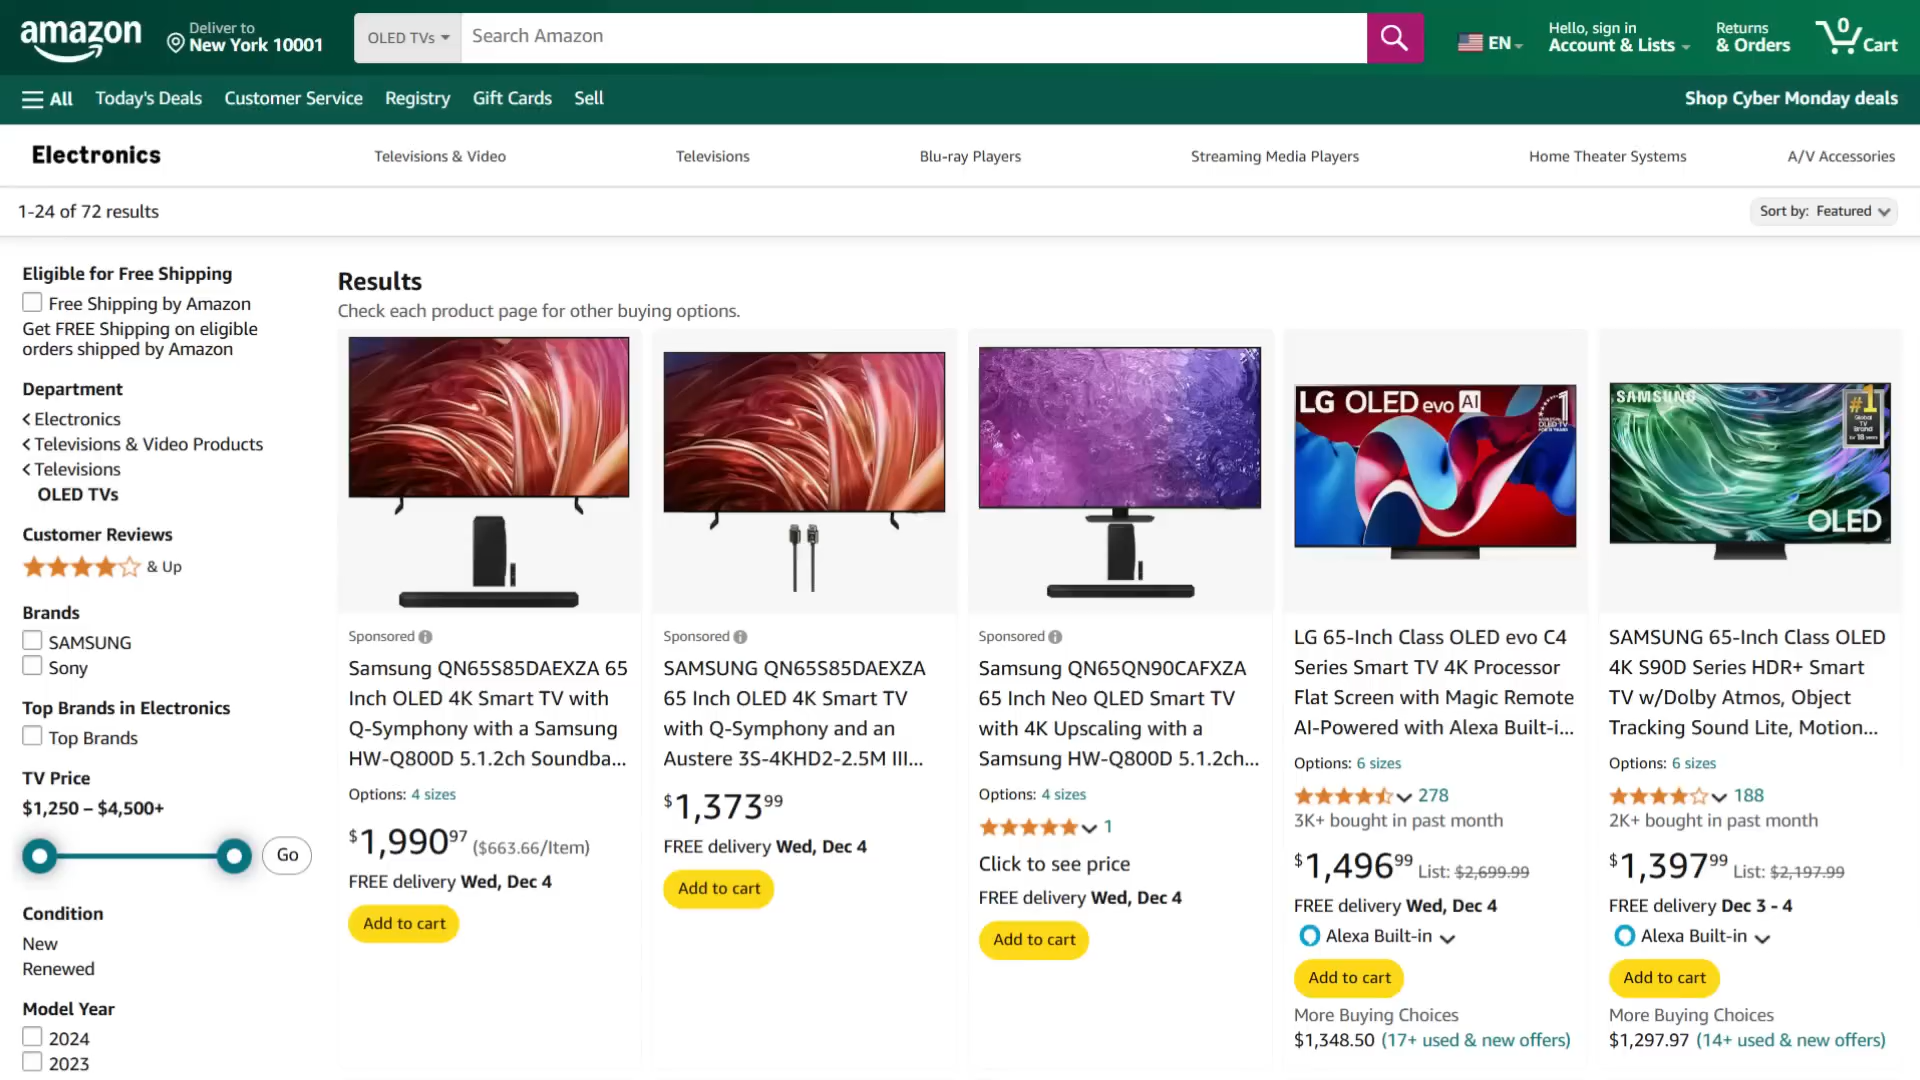 amazon
Deliver to
New York 10001
OLED TVs
Search Amazon
EN
Hello, sign in
Account & Lists
Returns
& Orders
0
Cart
All
Today's Deals
Customer Service
Registry
Gift Cards
Sell
Shop Cyber Monday deals
Electronics
Televisions & Video
Televisions
Blu-ray Players
Streaming Media Players
Home Theater Systems
A/V Accessories
1-24 of 72 results
Sort by: Featured
Eligible for Free Shipping
Free Shipping by Amazon
Get FREE Shipping on eligible
orders shipped by Amazon
Department
Electronics
Televisions & Video Products
Televisions
OLED TVs
Customer Reviews
& Up
Brands
SAMSUNG
Sony
Top Brands in Electronics
Top Brands
TV Price
$1,250 – $4,500+
Go
Condition
New
Renewed
Model Year
2024
2023
Results
Check each product page for other buying options.
Sponsored
Samsung QN65S85DAEXZA 65
Inch OLED 4K Smart TV with
Q-Symphony with a Samsung
HW-Q800D 5.1.2ch Soundba...
Options: 4 sizes
$1,990.97 ($663.66/Item)
FREE delivery Wed, Dec 4
Add to cart
Sponsored
SAMSUNG QN65S85DAEXZA
65 Inch OLED 4K Smart TV
with Q-Symphony and an
Austere 3S-4KHD2-2.5M III...
$1,373.99
FREE delivery Wed, Dec 4
Add to cart
Sponsored
Samsung QN65QN90CAFXZA
65 Inch Neo QLED Smart TV
with 4K Upscaling with a
Samsung HW-Q800D 5.1.2ch...
Options: 4 sizes
1
Click to see price
FREE delivery Wed, Dec 4
Add to cart
LG OLED evo AI
LG 65-Inch Class OLED evo C4
Series Smart TV 4K Processor
Flat Screen with Magic Remote
AI-Powered with Alexa Built-i...
Options: 6 sizes
278
3K+ bought in past month
$1,496.99 List: $2,699.99
FREE delivery Wed, Dec 4
Alexa Built-in
Add to cart
More Buying Choices
$1,348.50 (17+ used & new offers)
SAMSUNG
#1
Global
TV
Brand
OLED
SAMSUNG 65-Inch Class OLED
4K S90D Series HDR+ Smart
TV w/Dolby Atmos, Object
Tracking Sound Lite, Motion...
Options: 6 sizes
188
2K+ bought in past month
$1,397.99 List: $2,197.99
FREE delivery Dec 3 - 4
Alexa Built-in
Add to cart
More Buying Choices
$1,297.97 (14+ used & new offers)